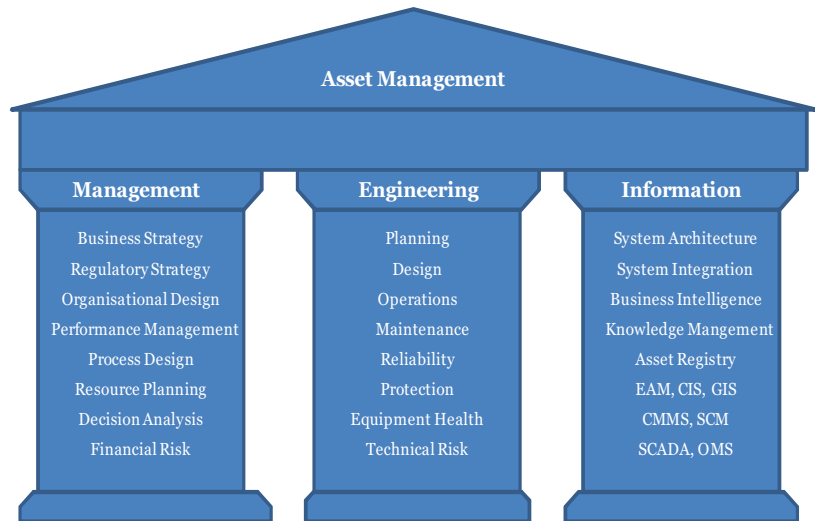 Asset Management
Management
Business Strategy
Regulatory Strategy
Organisational Design
Performance Management
Process Design
Resource Planning
Decision Analysis
Financial Risk
Engineering
Planning
Design
Operations
Maintenance
Reliability
Protection
Equipment Health
Technical Risk
Information
System Architecture
System Integration
Business Intelligence
Knowledge Mangement
Asset Registry
EAM, CIS, GIS
CMMS, SCM
SCADA, OMS